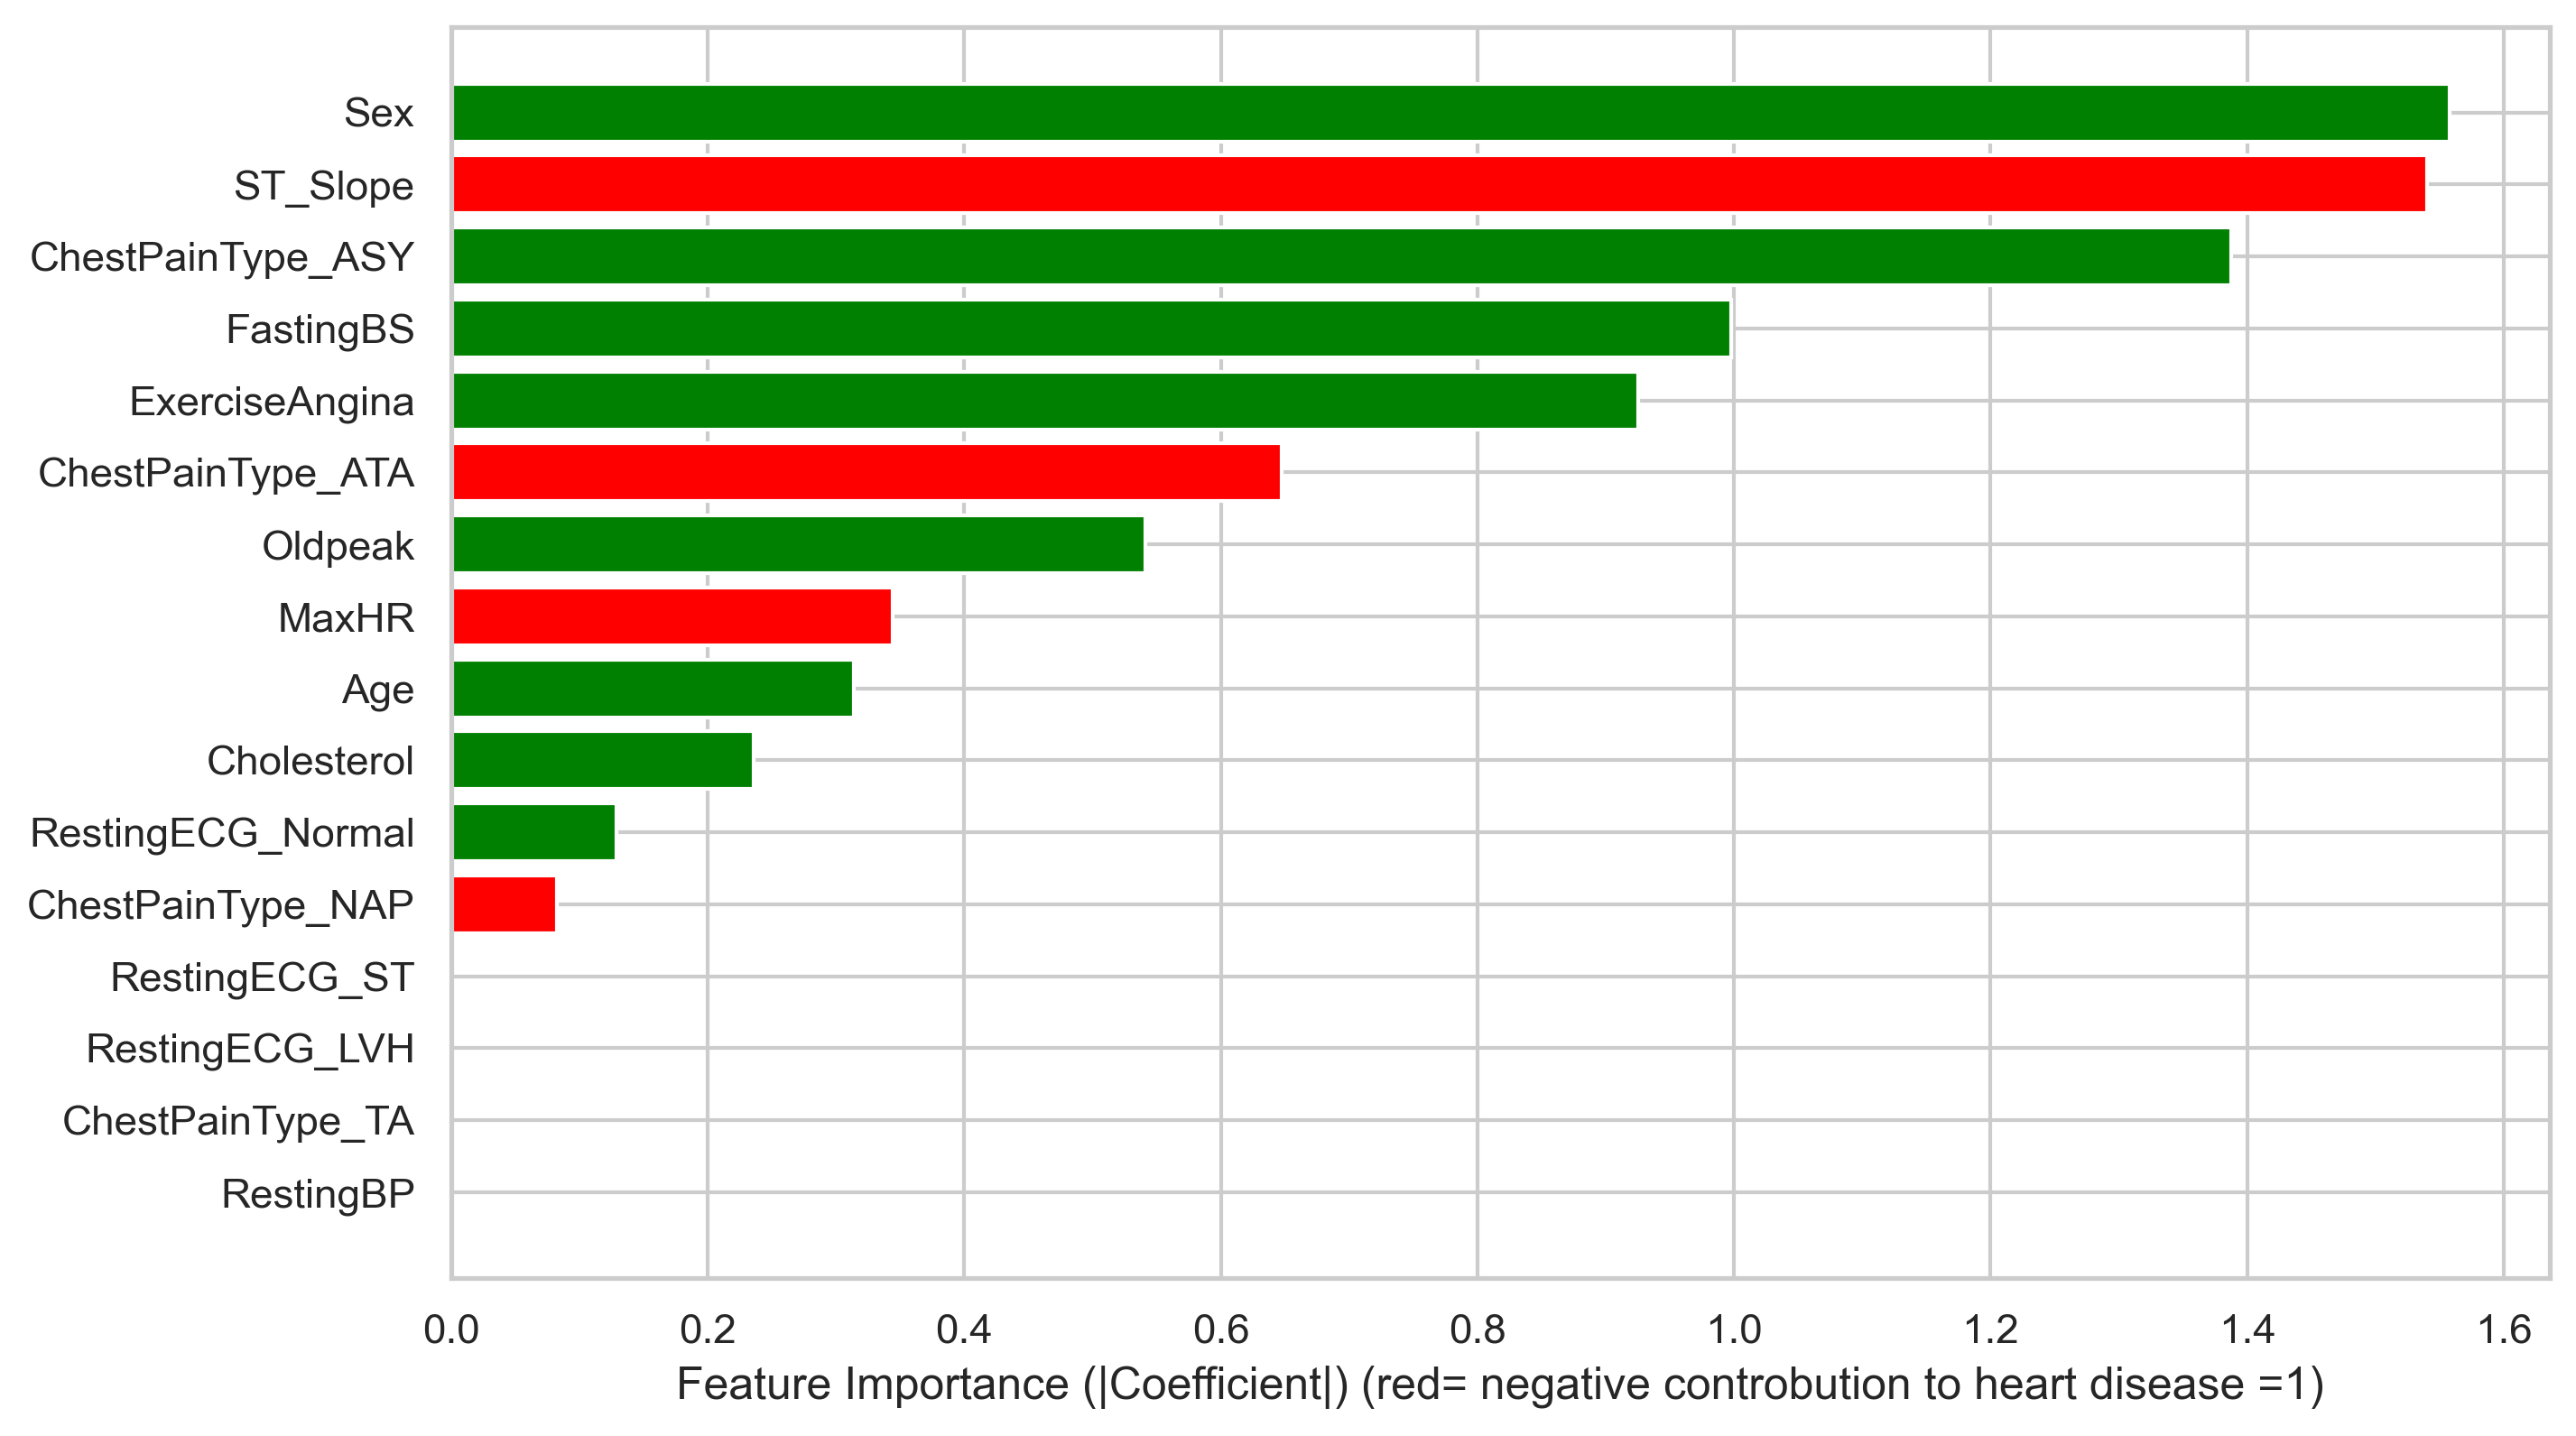 Sex
ST_Slope
ChestPainType_ASY
FastingBS
ExerciseAngina
ChestPainType_ATA
Oldpeak
MaxHR
Age
Cholesterol
RestingECG_Normal
ChestPainType_NAP
RestingECG_ST
RestingECG_LVH
ChestPainType_TA
RestingBP
0.0 0.2 0.4 0.6 0.8 1.0 1.2 1.4 1.6
Feature Importance (|Coefficient|) (red= negative controbution to heart disease =1)